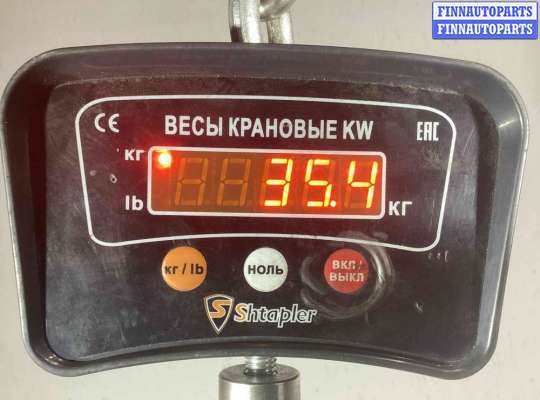 FINNAUTOPARTS
FINNAUTOPARTS
CE
ВЕСЫ КРАНОВЫЕ KW
EAC
кг
35.4
lb
кг
кг / lb
НОЛЬ
ВКЛ/
ВЫКЛ
S
Shtapler